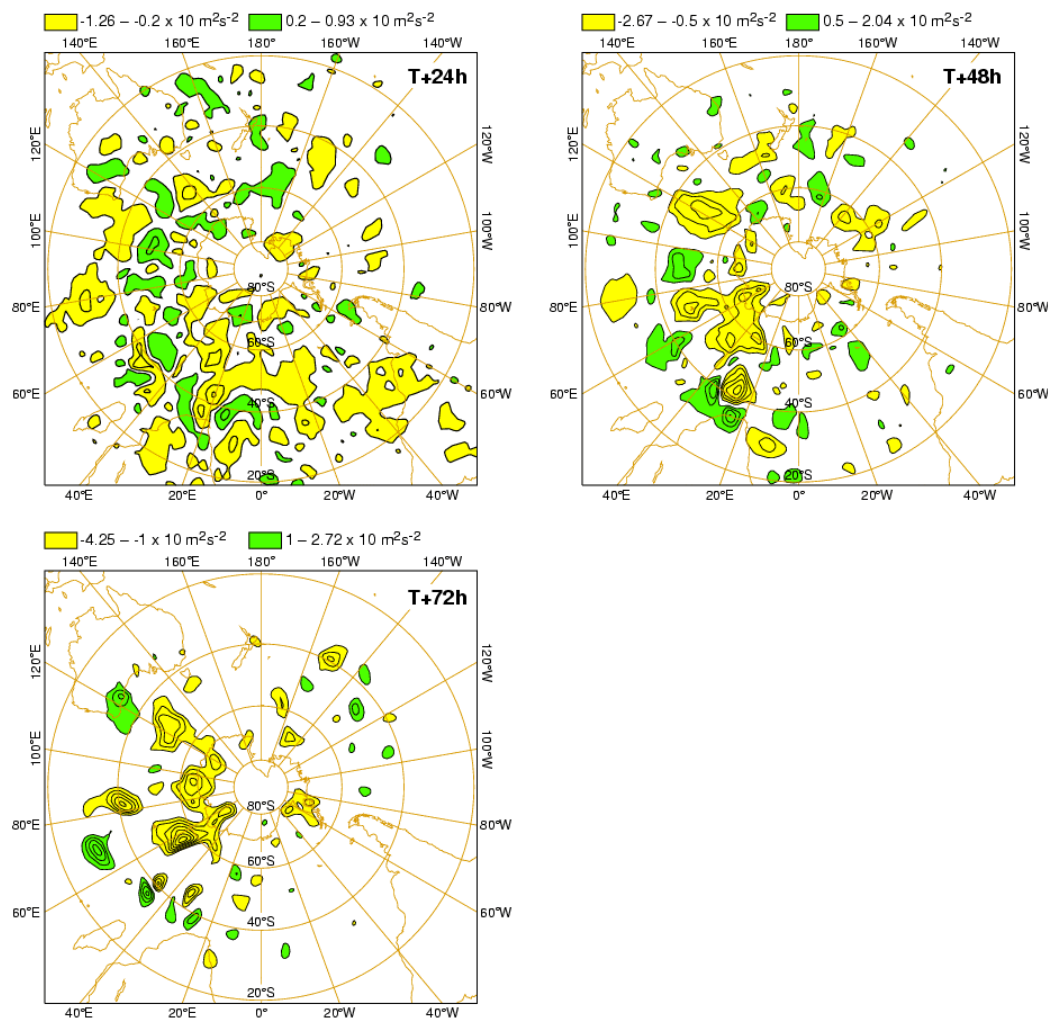 -1.26 – -0.2 x 10 m²s⁻² 0.2 – 0.93 x 10 m²s⁻² -2.67 – -0.5 x 10 m²s⁻² 0.5 – 2.04 x 10 m²s⁻²
140°E 160°E 180° 160°W 140°W 140°E 160°E 180° 160°W 140°W
T+24h T+48h
120°E 120°W 120°E 120°W
100°E 100°W 100°E 100°W
80°S 80°S
80°E 80°W 80°E 80°W
60°S 60°S
60°E 60°W 60°E 60°W
40°S 40°S
20°S 20°S
40°E 20°E 0° 20°W 40°W 40°E 20°E 0° 20°W 40°W
-4.25 – -1 x 10 m²s⁻² 1 – 2.72 x 10 m²s⁻²
140°E 160°E 180° 160°W 140°W
T+72h
120°E 120°W
100°E 100°W
80°S
80°E 80°W
60°S
60°E 60°W
40°S
20°S
40°E 20°E 0° 20°W 40°W